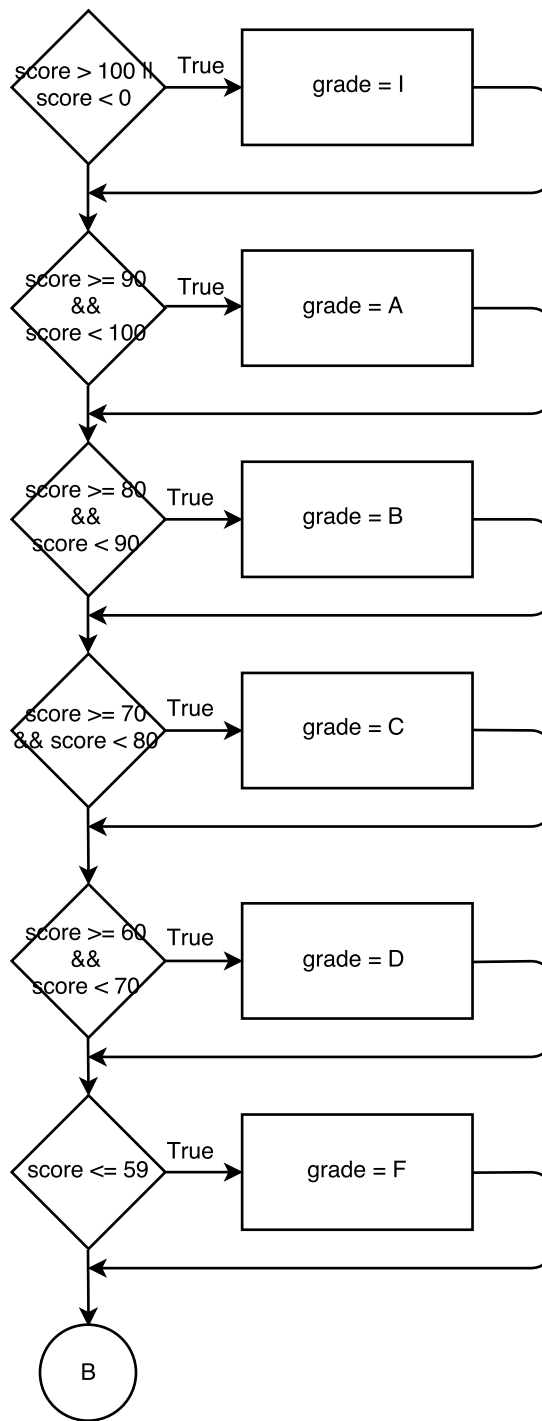 score > 100 ||
score < 0
True
grade = I
score >= 90
&&
score < 100
True
grade = A
score >= 80
&&
score < 90
True
grade = B
score >= 70
&& score < 80
True
grade = C
score >= 60
&&
score < 70
True
grade = D
score <= 59
True
grade = F
B